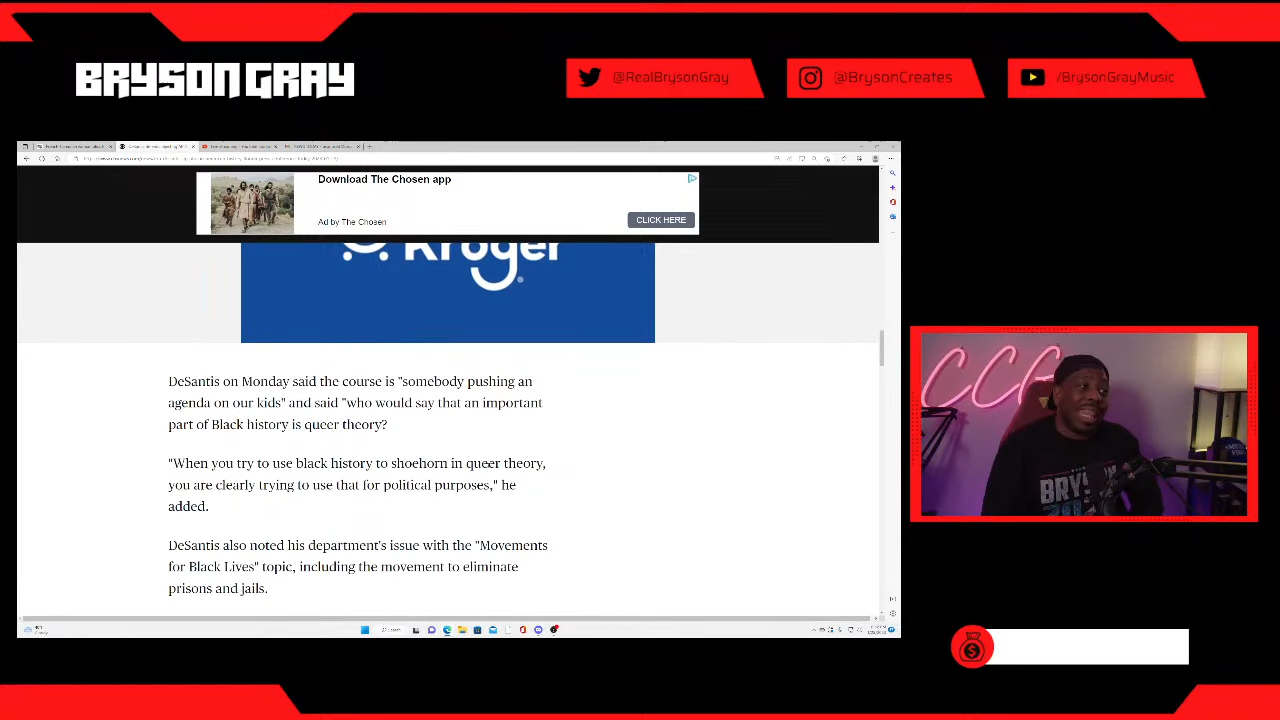 BRYSON GRAY
@RealBrysonGray
@BrysonCreates
/BrysonGrayMusic
Download The Chosen app
Ad by The Chosen
CLICK HERE
Kroger
DeSantis on Monday said the course is "somebody pushing an
agenda on our kids" and said "who would say that an important
part of Black history is queer theory?
"When you try to use black history to shoehorn in queer theory,
you are clearly trying to use that for political purposes," he
added.
DeSantis also noted his department's issue with the "Movements
for Black Lives" topic, including the movement to eliminate
prisons and jails.
CCG
BRYSON
Cloudy
Search